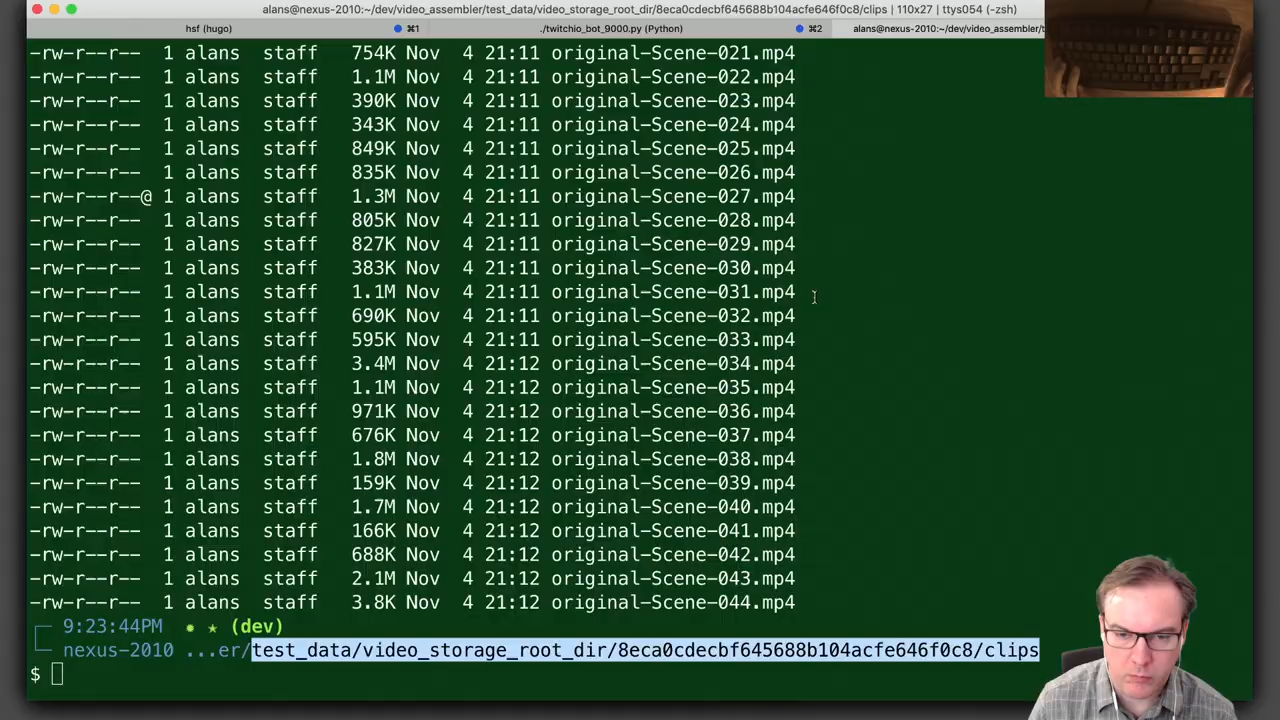 alans@nexus-2010:~/dev/video_assembler/test_data/video_storage_root_dir/8eca0cdecbf645688b104acfe646f0c8/clips | 110x27 | ttys054 (-zsh)
hsf (hugo) ⌘1 ./twitchio_bot_9000.py (Python) ⌘2 alans@nexus-2010:~/dev/video_assembler/t
-rw-r--r-- 1 alans staff 754K Nov 4 21:11 original-Scene-021.mp4
-rw-r--r-- 1 alans staff 1.1M Nov 4 21:11 original-Scene-022.mp4
-rw-r--r-- 1 alans staff 390K Nov 4 21:11 original-Scene-023.mp4
-rw-r--r-- 1 alans staff 343K Nov 4 21:11 original-Scene-024.mp4
-rw-r--r-- 1 alans staff 849K Nov 4 21:11 original-Scene-025.mp4
-rw-r--r-- 1 alans staff 835K Nov 4 21:11 original-Scene-026.mp4
-rw-r--r--@ 1 alans staff 1.3M Nov 4 21:11 original-Scene-027.mp4
-rw-r--r-- 1 alans staff 805K Nov 4 21:11 original-Scene-028.mp4
-rw-r--r-- 1 alans staff 827K Nov 4 21:11 original-Scene-029.mp4
-rw-r--r-- 1 alans staff 383K Nov 4 21:11 original-Scene-030.mp4
-rw-r--r-- 1 alans staff 1.1M Nov 4 21:11 original-Scene-031.mp4
-rw-r--r-- 1 alans staff 690K Nov 4 21:11 original-Scene-032.mp4
-rw-r--r-- 1 alans staff 595K Nov 4 21:11 original-Scene-033.mp4
-rw-r--r-- 1 alans staff 3.4M Nov 4 21:12 original-Scene-034.mp4
-rw-r--r-- 1 alans staff 1.1M Nov 4 21:12 original-Scene-035.mp4
-rw-r--r-- 1 alans staff 971K Nov 4 21:12 original-Scene-036.mp4
-rw-r--r-- 1 alans staff 676K Nov 4 21:12 original-Scene-037.mp4
-rw-r--r-- 1 alans staff 1.8M Nov 4 21:12 original-Scene-038.mp4
-rw-r--r-- 1 alans staff 159K Nov 4 21:12 original-Scene-039.mp4
-rw-r--r-- 1 alans staff 1.7M Nov 4 21:12 original-Scene-040.mp4
-rw-r--r-- 1 alans staff 166K Nov 4 21:12 original-Scene-041.mp4
-rw-r--r-- 1 alans staff 688K Nov 4 21:12 original-Scene-042.mp4
-rw-r--r-- 1 alans staff 2.1M Nov 4 21:12 original-Scene-043.mp4
-rw-r--r-- 1 alans staff 3.8M Nov 4 21:12 original-Scene-044.mp4
9:23:44PM ★ (dev)
nexus-2010 ...er/test_data/video_storage_root_dir/8eca0cdecbf645688b104acfe646f0c8/clips
$